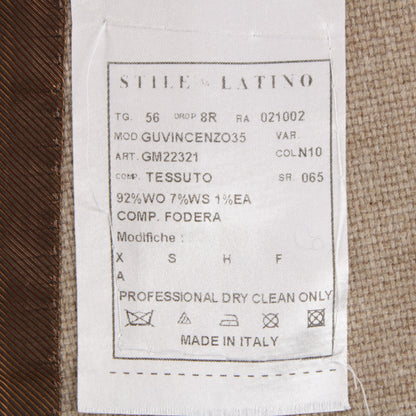 STILE LATINO
TG. 56 DROP 8R RA 021002
MOD GUVINCENZO35 VAR.
ART. GM22321 COL N10
COMP. TESSUTO SR. 065
92%WO 7%WS 1%EA
COMP. FODERA
Modifiche :
X S H F
A
PROFESSIONAL DRY CLEAN ONLY
MADE IN ITALY